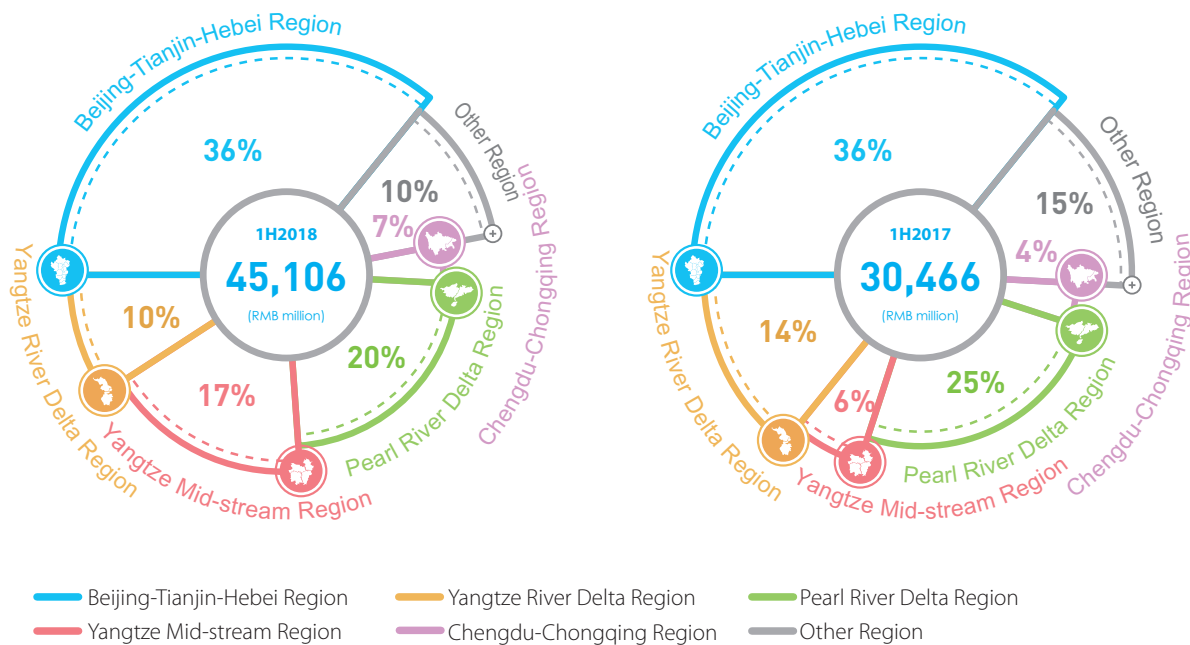 Beijing-Tianjin-Hebei Region
36%
Other Region
10%
7%
Chengdu-Chongqing Region
1H2018
45,106
(RMB million)
Yangtze River Delta Region
10%
17%
20%
Pearl River Delta Region
Yangtze Mid-stream Region
Beijing-Tianjin-Hebei Region
36%
Other Region
15%
4%
Chengdu-Chongqing Region
1H2017
30,466
(RMB million)
Yangtze River Delta Region
14%
6%
25%
Pearl River Delta Region
Yangtze Mid-stream Region
Beijing-Tianjin-Hebei Region
Yangtze River Delta Region
Pearl River Delta Region
Yangtze Mid-stream Region
Chengdu-Chongqing Region
Other Region